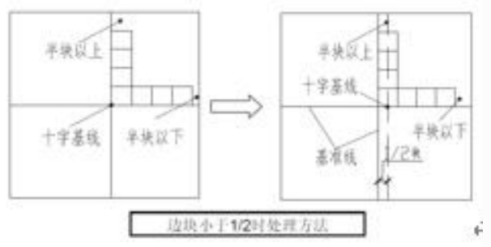 半块以上
十字基线
半块以下
半块以上
十字基线
半块以下
基准线
1/2块
边块小于1/2时处理方法